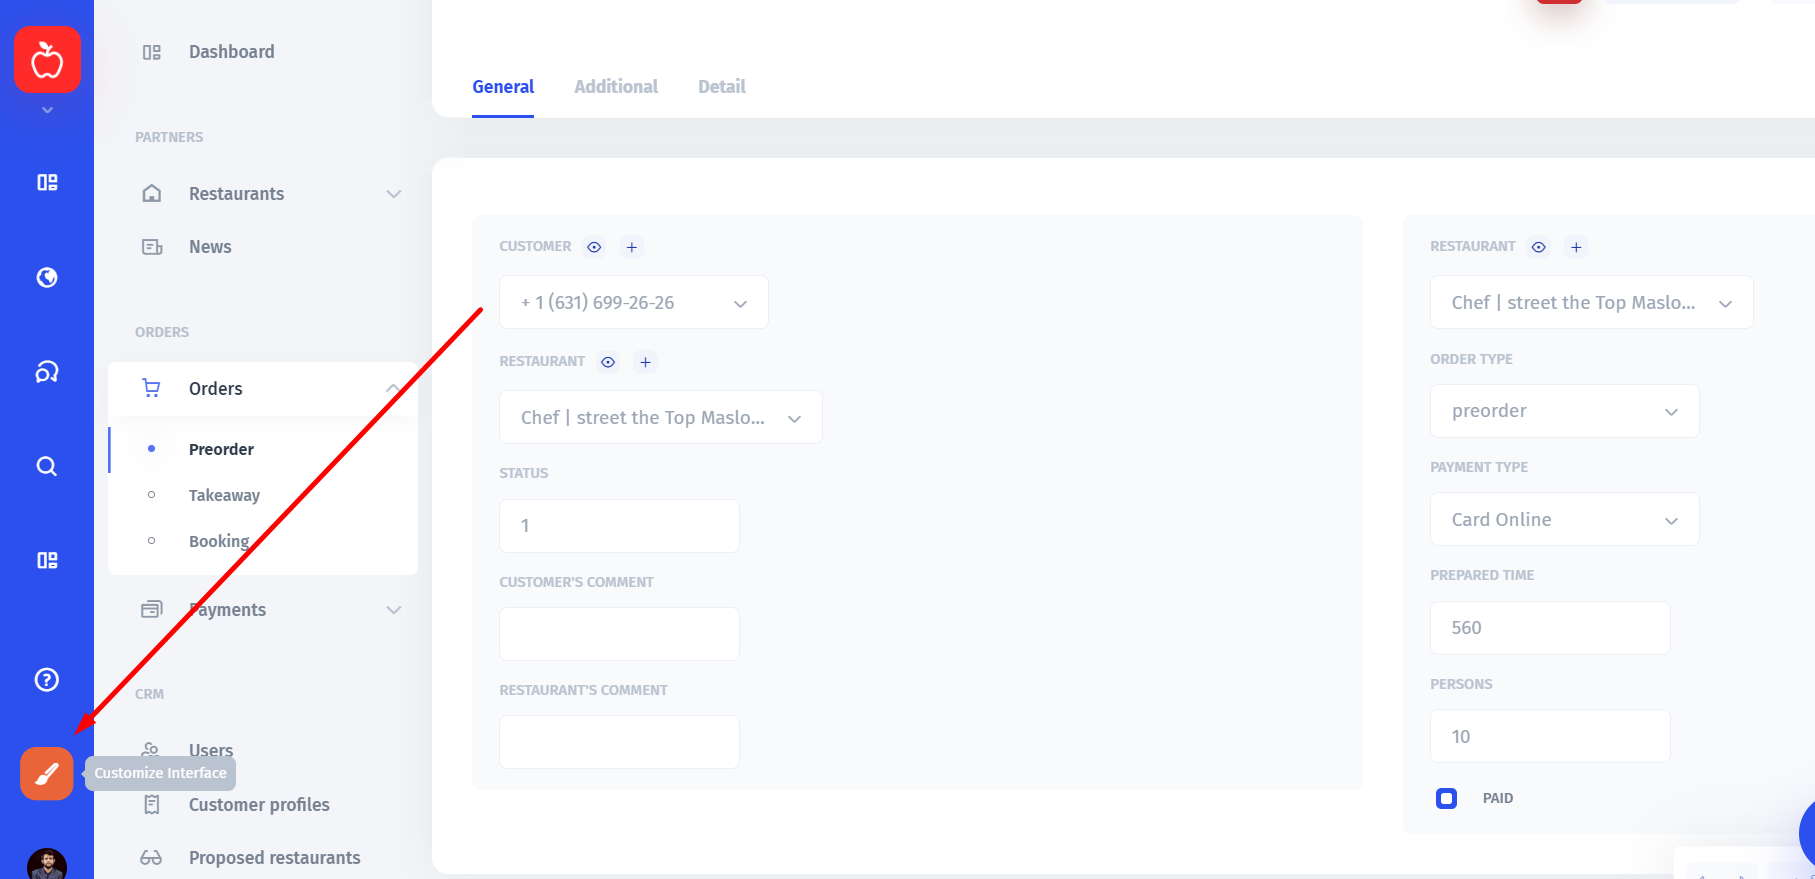 Dashboard
PARTNERS
Restaurants
News
ORDERS
Orders
Preorder
Takeaway
Booking
Payments
CRM
Users
Customize Interface
Customer profiles
Proposed restaurants
General
Additional
Detail
CUSTOMER
+ 1 (631) 699-26-26
RESTAURANT
Chef | street the Top Maslo...
STATUS
1
CUSTOMER'S COMMENT
RESTAURANT'S COMMENT
RESTAURANT
Chef | street the Top Maslo...
ORDER TYPE
preorder
PAYMENT TYPE
Card Online
PREPARED TIME
560
PERSONS
10
PAID